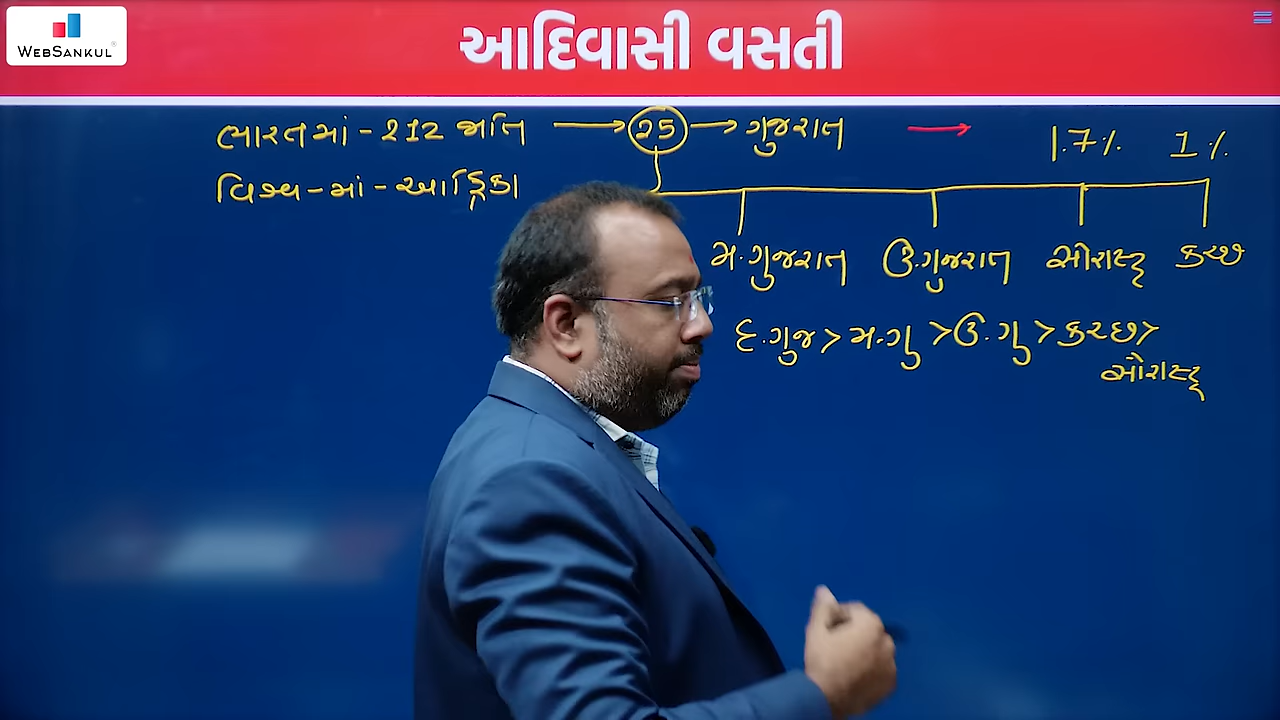 WEBSANKUL
આદિવાસી વસતી
ભારતમાં - 212 જાતિ → 25 → ગુજરાત → 1.7% 1%
વિશ્વ - માં - આફ્રિકા
મ.ગુજરાત ઉ.ગુજરાત સૌરાષ્ટ્ર કચ્છ
દ.ગુજ > મ.ગુ > ઉ.ગુ > કચ્છ >
સૌરાષ્ટ્ર